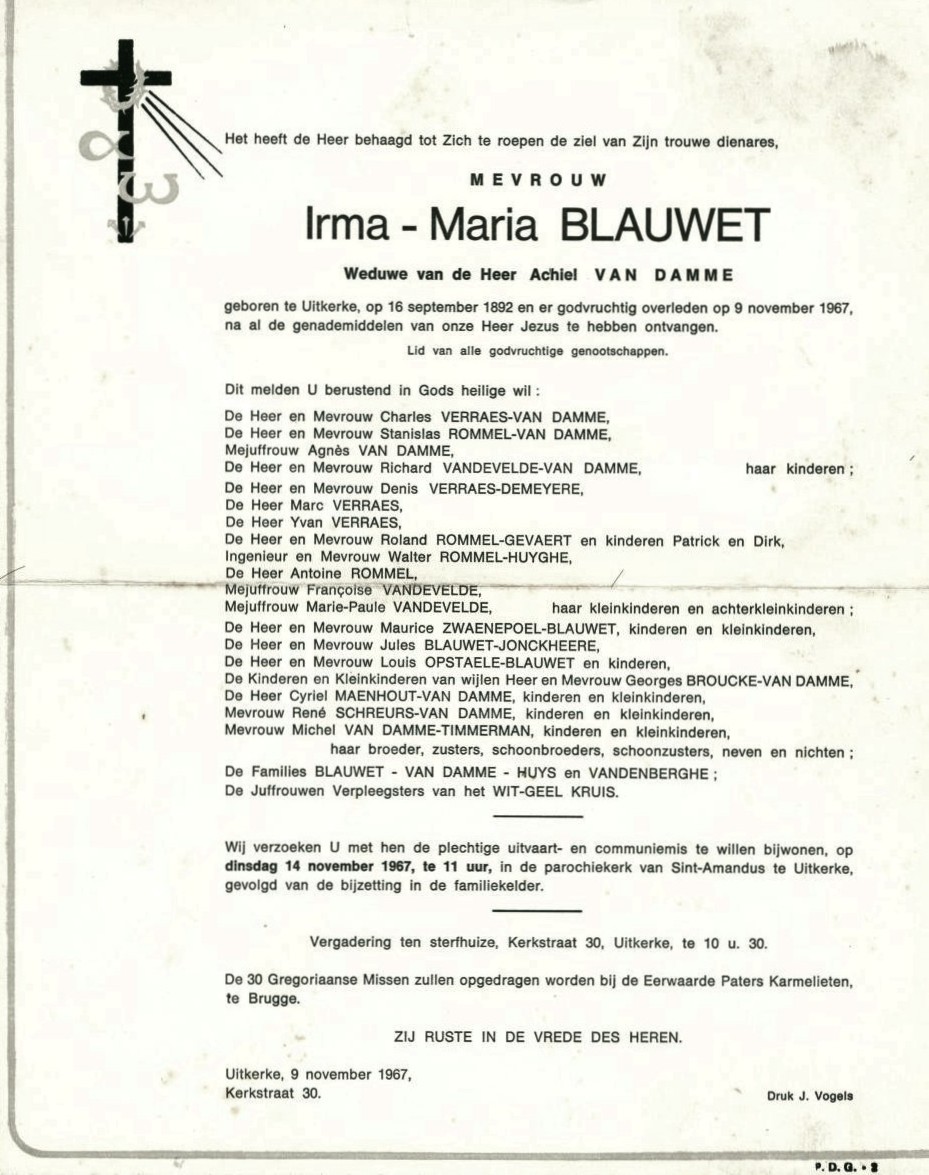 Het heeft de Heer behaagd tot Zich te roepen de ziel van Zijn trouwe dienares,
MEVROUW
Irma - Maria BLAUWET
Weduwe van de Heer Achiel VAN DAMME
geboren te Uitkerke, op 16 september 1892 en er godvruchtig overleden op 9 november 1967,
na al de genademiddelen van onze Heer Jezus te hebben ontvangen.
Lid van alle godvruchtige genootschappen.
Dit melden U berustend in Gods heilige wil :
De Heer en Mevrouw Charles VERRAES-VAN DAMME,
De Heer en Mevrouw Stanislas ROMMEL-VAN DAMME,
Mejuffrouw Agnès VAN DAMME,
De Heer en Mevrouw Richard VANDEVELDE-VAN DAMME, haar kinderen ;
De Heer en Mevrouw Denis VERRAES-DEMEYERE,
De Heer Marc VERRAES,
De Heer Yvan VERRAES,
De Heer en Mevrouw Roland ROMMEL-GEVAERT en kinderen Patrick en Dirk,
Ingenieur en Mevrouw Walter ROMMEL-HUYGHE,
De Heer Antoine ROMMEL,
Mejuffrouw Françoise VANDEVELDE,
Mejuffrouw Marie-Paule VANDEVELDE, haar kleinkinderen en achterkleinkinderen ;
De Heer en Mevrouw Maurice ZWAENEPOEL-BLAUWET, kinderen en kleinkinderen,
De Heer en Mevrouw Jules BLAUWET-JONCKHEERE,
De Heer en Mevrouw Louis OPSTAELE-BLAUWET en kinderen,
De Kinderen en Kleinkinderen van wijlen Heer en Mevrouw Georges BROUCKE-VAN DAMME,
De Heer Cyriel MAENHOUT-VAN DAMME, kinderen en kleinkinderen,
Mevrouw René SCHREURS-VAN DAMME, kinderen en kleinkinderen,
Mevrouw Michel VAN DAMME-TIMMERMAN, kinderen en kleinkinderen,
haar broeder, zusters, schoonbroeders, schoonzusters, neven en nichten ;
De Families BLAUWET - VAN DAMME - HUYS en VANDENBERGHE ;
De Juffrouwen Verpleegsters van het WIT-GEEL KRUIS.
Wij verzoeken U met hen de plechtige uitvaart- en communiemis te willen bijwonen, op
dinsdag 14 november 1967, te 11 uur, in de parochiekerk van Sint-Amandus te Uitkerke,
gevolgd van de bijzetting in de familiekelder.
Vergadering ten sterfhuize, Kerkstraat 30, Uitkerke, te 10 u. 30.
De 30 Gregoriaanse Missen zullen opgedragen worden bij de Eerwaarde Paters Karmelieten,
te Brugge.
ZIJ RUSTE IN DE VREDE DES HEREN.
Uitkerke, 9 november 1967,
Kerkstraat 30.
Druk J. Vogels
P. D. G. - 2